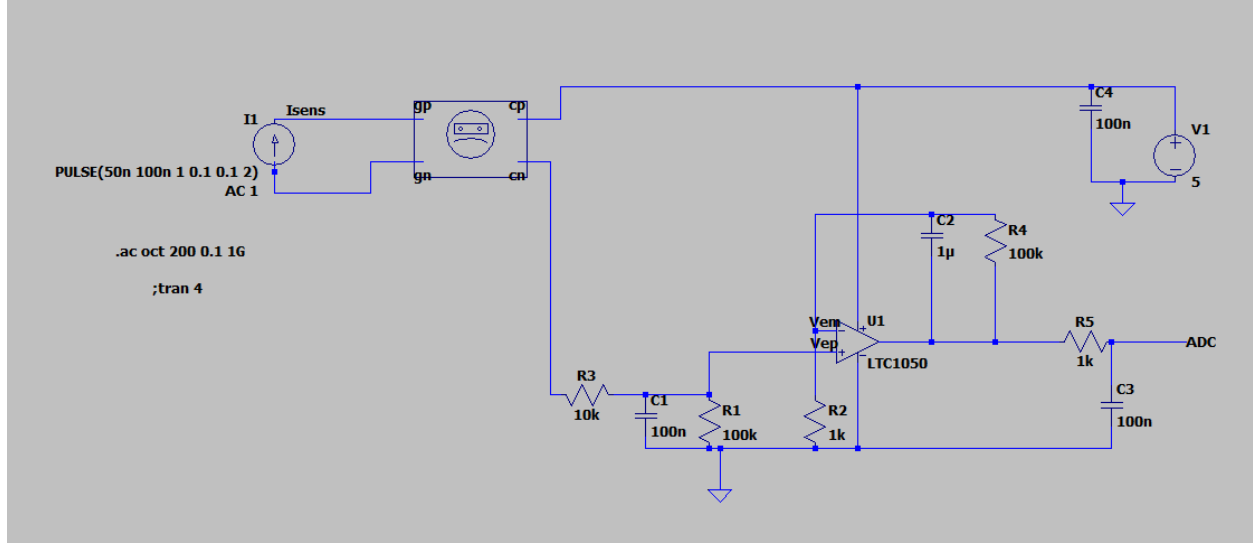 gp
cp
gn
cn
I1
Isens
PULSE(50n 100n 1 0.1 0.1 2)
AC 1
.ac oct 200 0.1 1G
;tran 4
C4
100n
V1
5
C2
1µ
R4
100k
Vem
Vep
U1
LTC1050
R5
1k
ADC
R3
10k
C1
100n
R1
100k
R2
1k
C3
100n